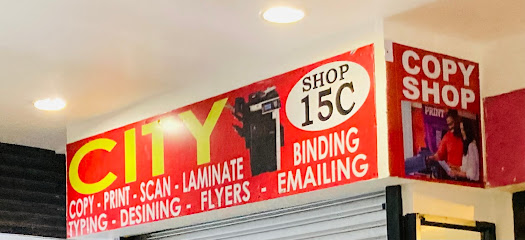 CITY
SHOP
15C
COPY - PRINT - SCAN - LAMINATE
BINDING
TYPING - DESINING - FLYERS - EMAILING
COPY
SHOP
PRINT